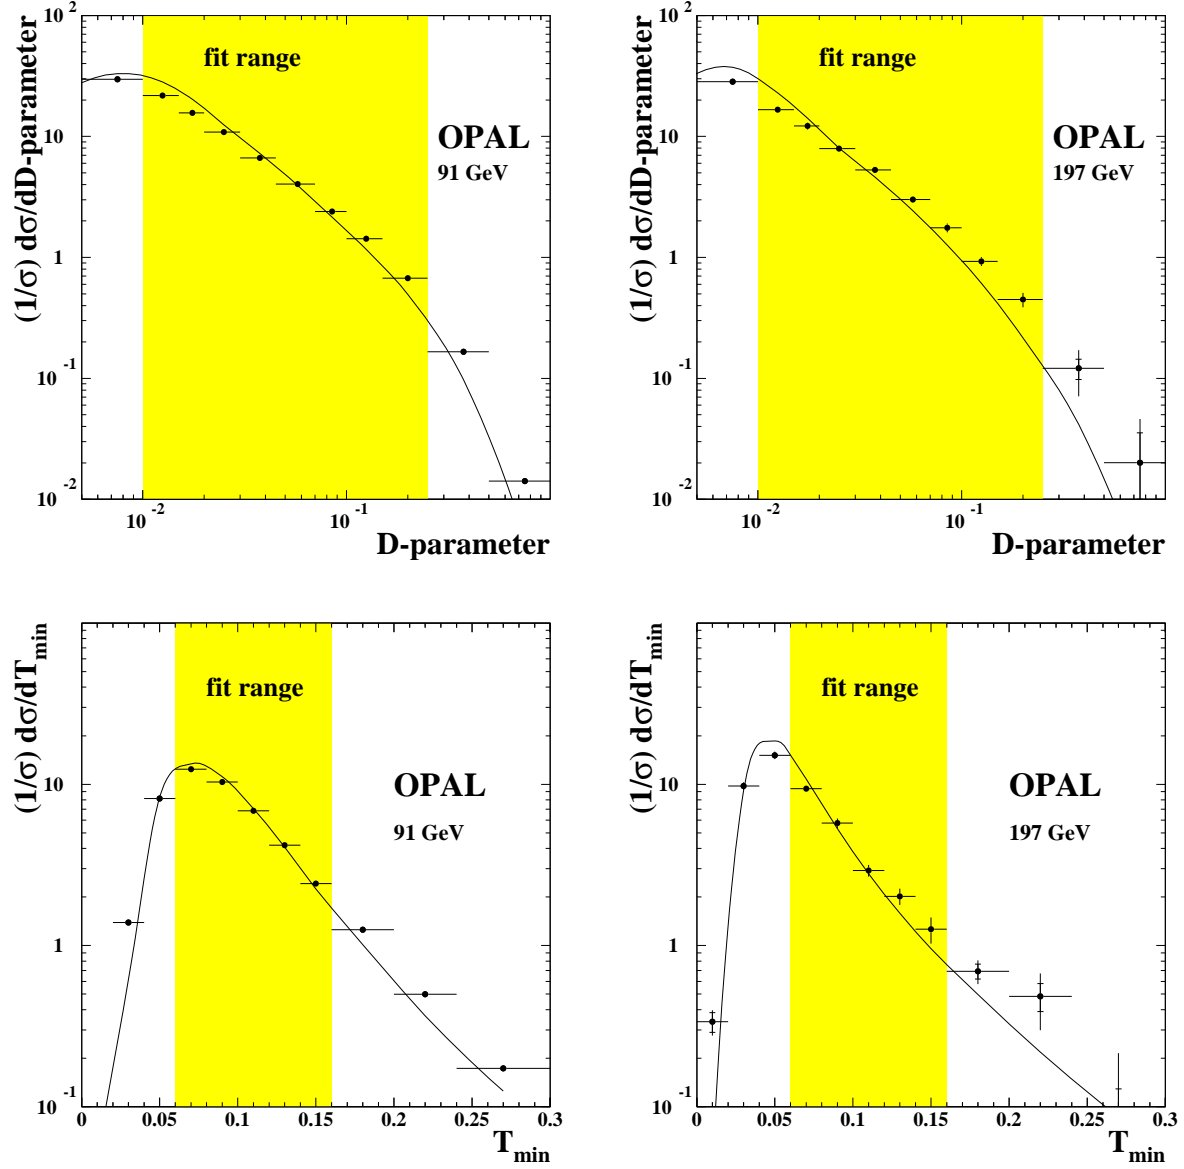 (1/σ) dσ/dD-parameter
10 2
10
1
10 -1
10 -2
fit range
OPAL
91 GeV
10 -2
10 -1
D-parameter
(1/σ) dσ/dD-parameter
10 2
10
1
10 -1
10 -2
fit range
OPAL
197 GeV
10 -2
10 -1
D-parameter
(1/σ) dσ/dTmin
10
1
10 -1
fit range
OPAL
91 GeV
0 0.05 0.1 0.15 0.2 0.25 0.3
Tmin
(1/σ) dσ/dTmin
10
1
10 -1
fit range
OPAL
197 GeV
0 0.05 0.1 0.15 0.2 0.25 0.3
Tmin